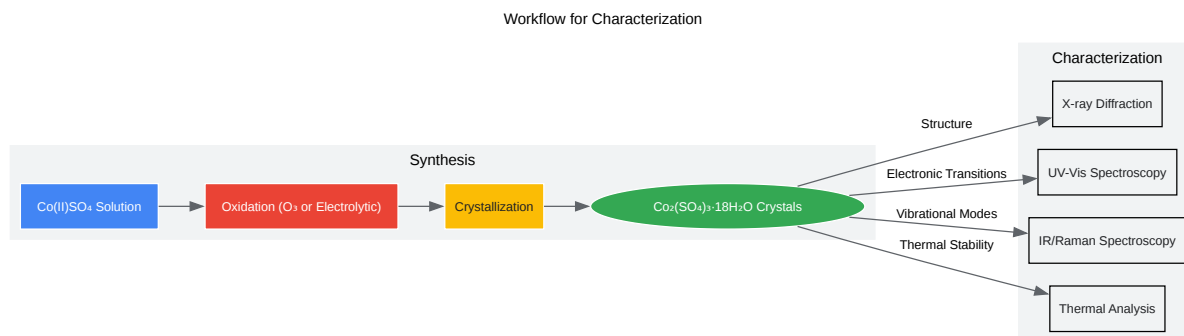 Workflow for Characterization
Characterization
X-ray Diffraction
Structure
Synthesis
Electronic Transitions
UV-Vis Spectroscopy
Co(II)SO₄ Solution
Oxidation (O₃ or Electrolytic)
Crystallization
Co₂(SO₄)₃·18H₂O Crystals
Vibrational Modes
IR/Raman Spectroscopy
Thermal Stability
Thermal Analysis